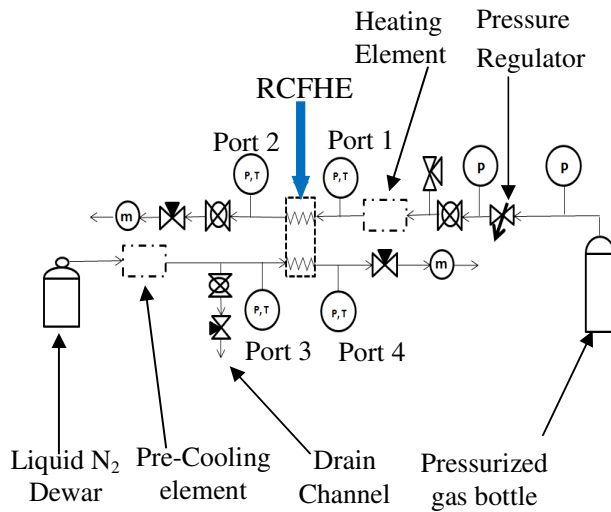 Heating
Element
Pressure
Regulator
RCFHE
Port 2
Port 1
P, T
P, T
p
p
m
m
P, T
P, T
Port 3
Port 4
Liquid N₂
Dewar
Pre-Cooling
element
Drain
Channel
Pressurized
gas bottle